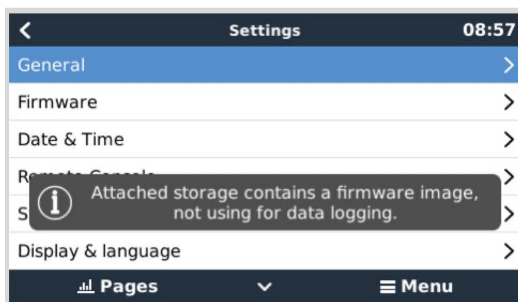 Settings
08:57
General
Firmware
Date & Time
Attached storage contains a firmware image,
not using for data logging.
Display & language
Pages
Menu